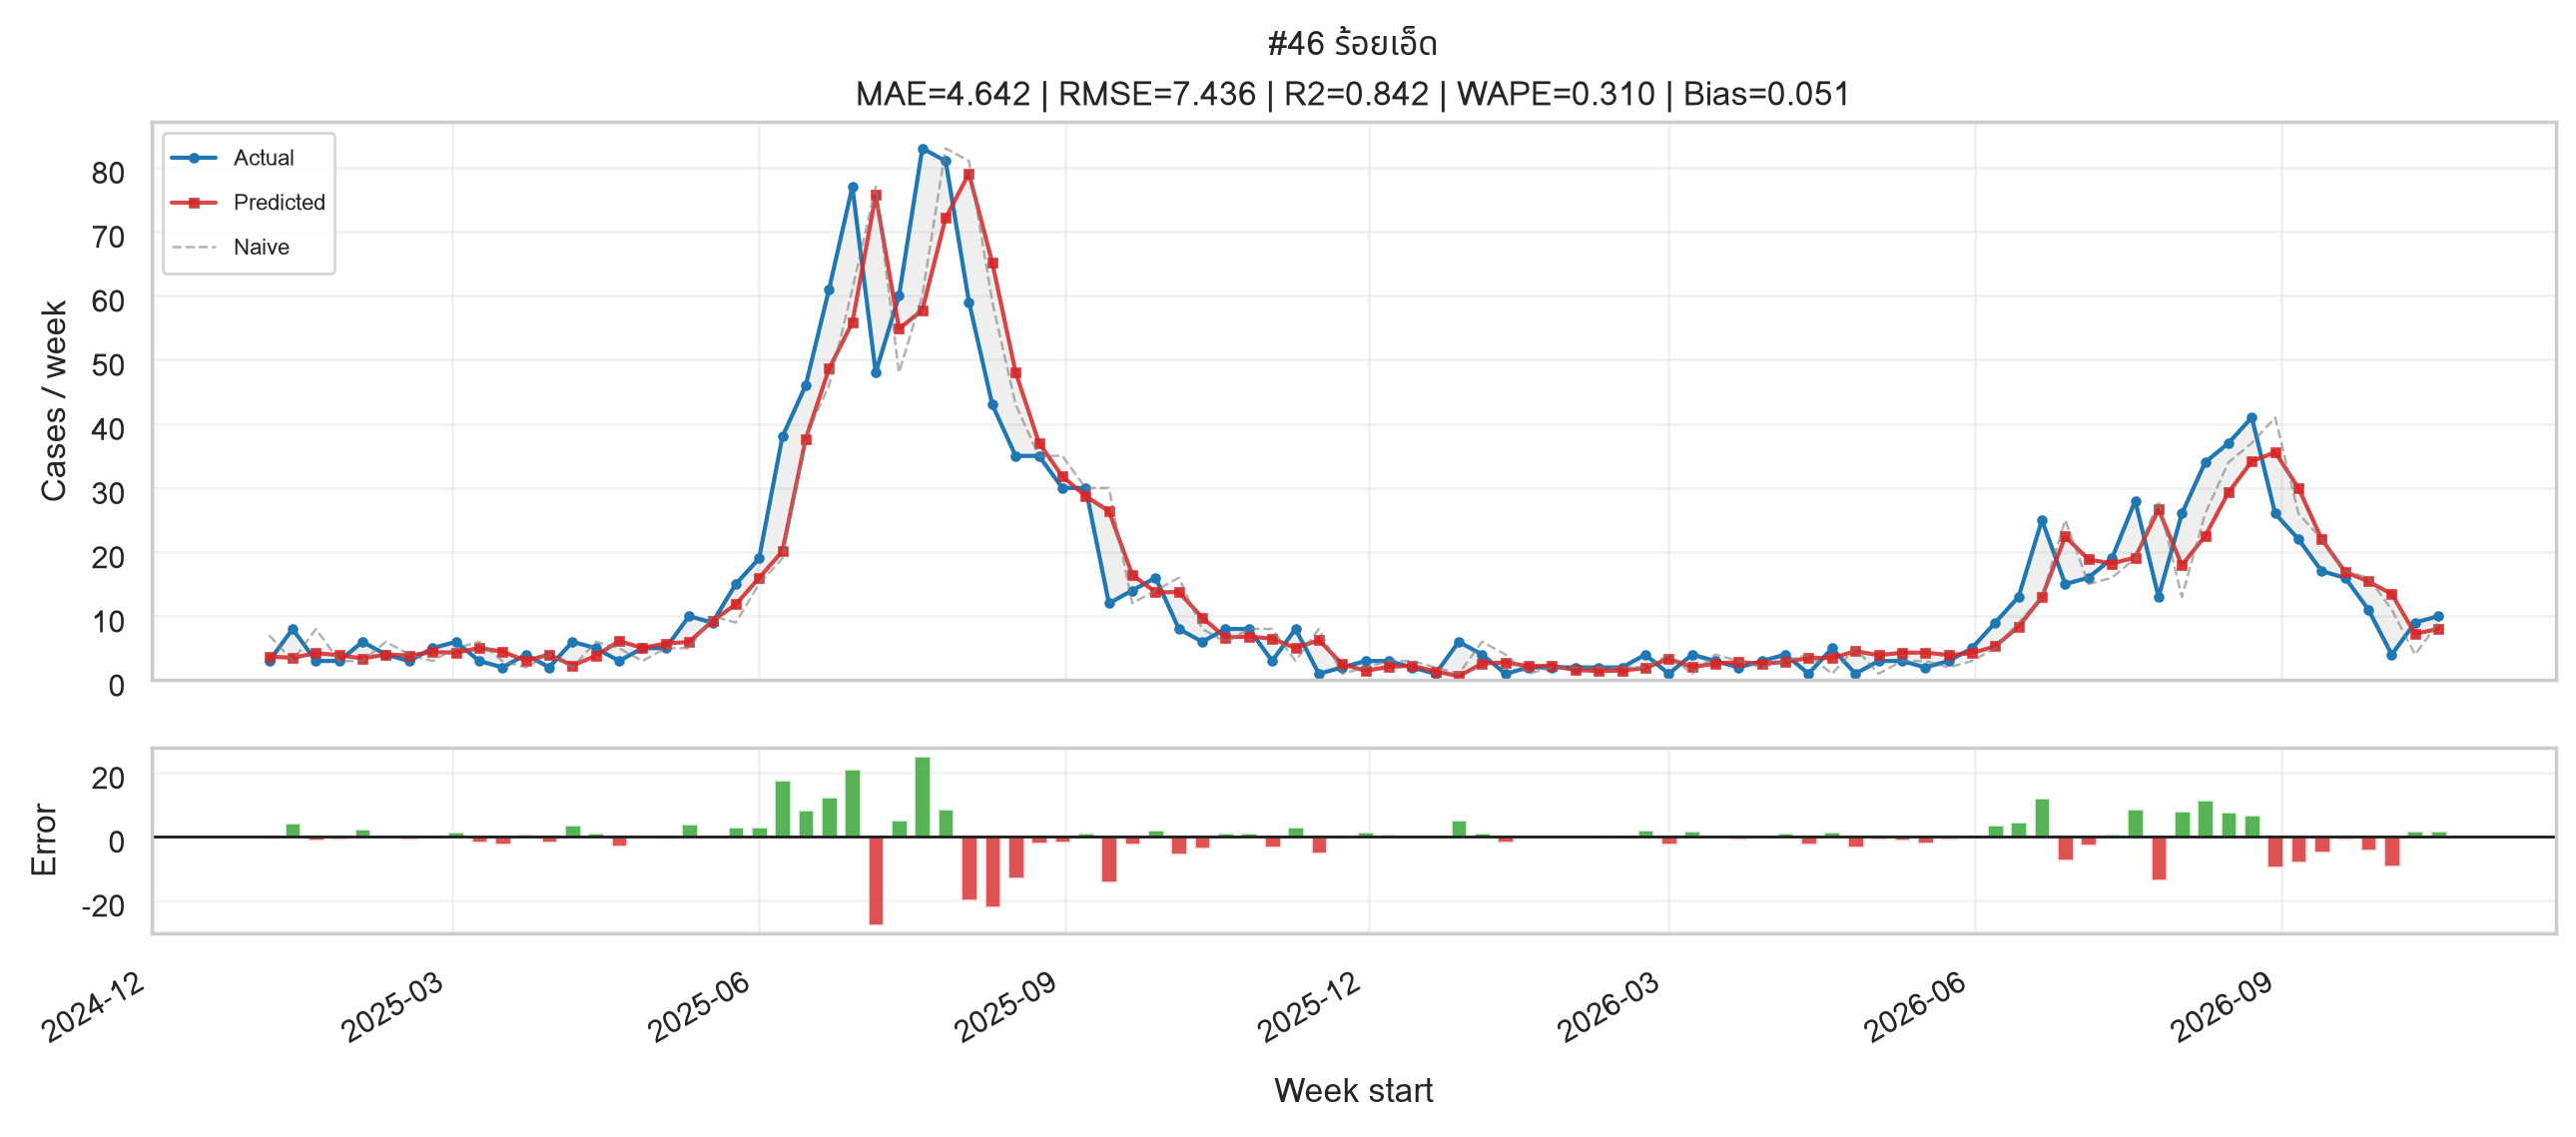 #46 ร้อยเอ็ด
MAE=4.642 | RMSE=7.436 | R2=0.842 | WAPE=0.310 | Bias=0.051
Actual
Predicted
Naive
Cases / week
80
70
60
50
40
30
20
10
0
Error
20
0
-20
2024-12
2025-03
2025-06
2025-09
2025-12
2026-03
2026-06
2026-09
Week start